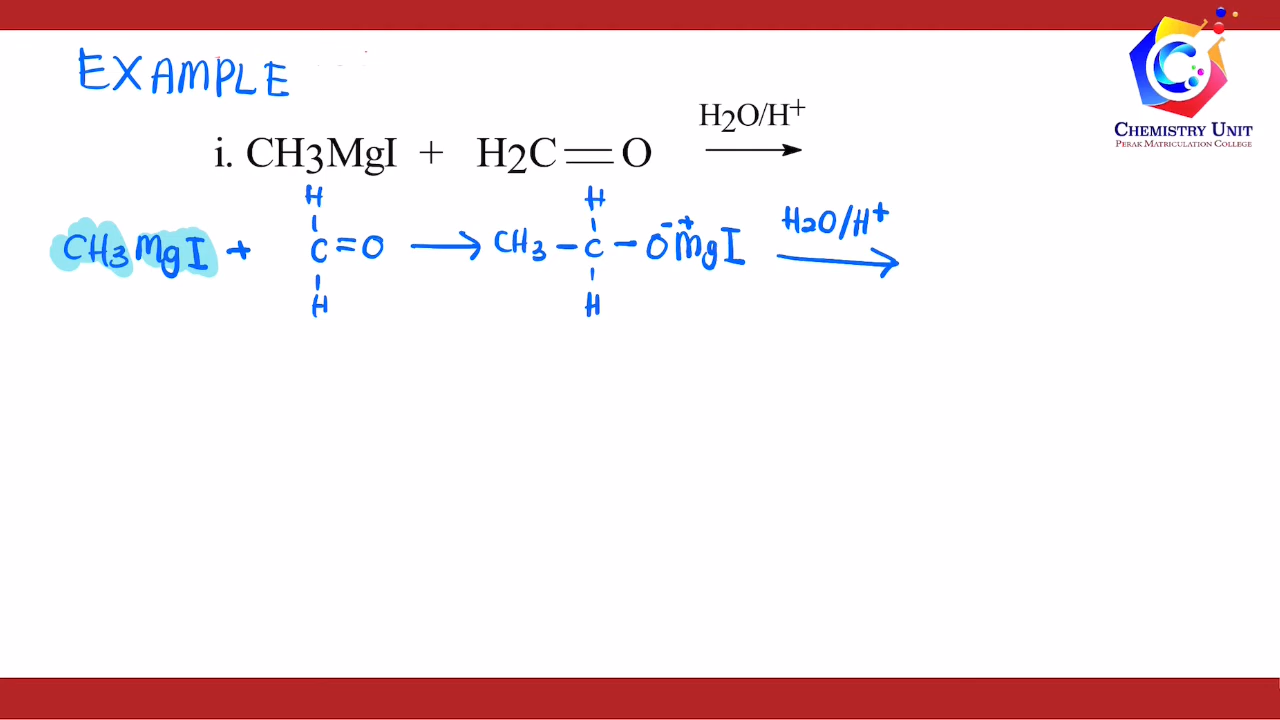 EXAMPLE
i. CH3MgI + H2C=O H2O/H+ →
CHEMISTRY UNIT
PERAK MATRICULATION COLLEGE
H H
CH3MgI + C=O → CH3-C-O-+MgI H2O/H+ →
H H